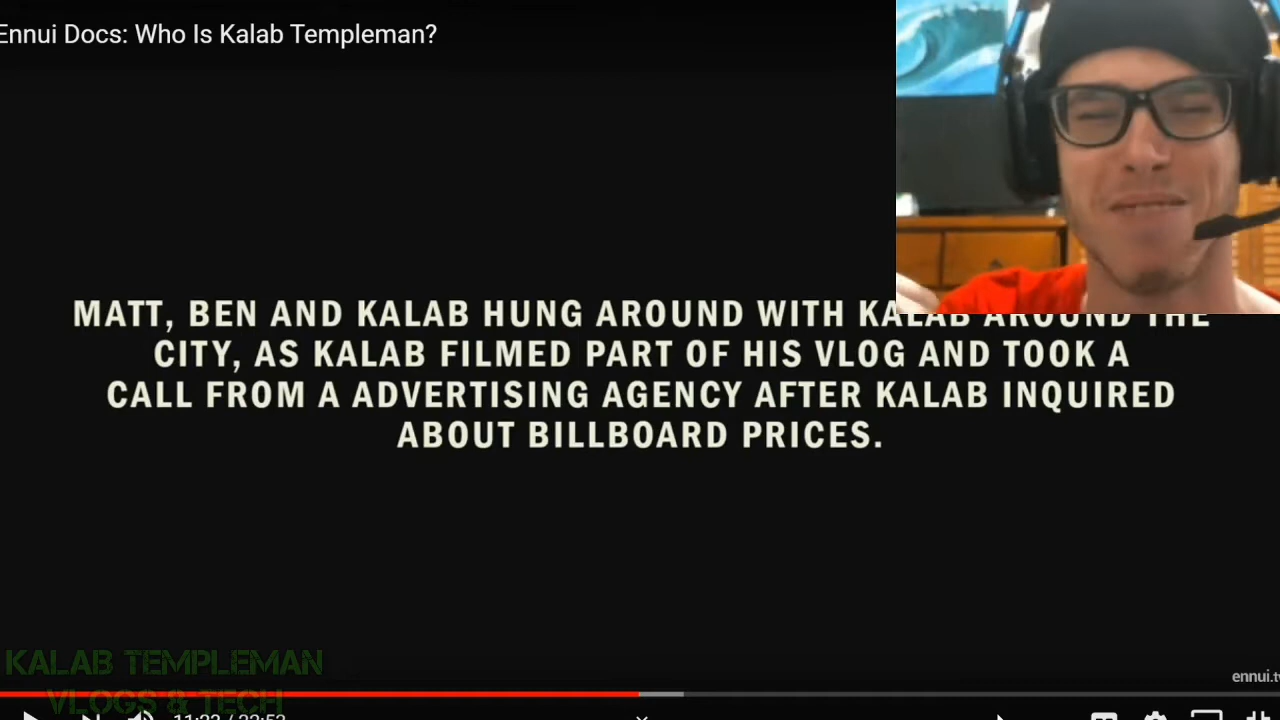 Ennui Docs: Who Is Kalab Templeman?
MATT, BEN AND KALAB HUNG AROUND WITH KALAB AROUND THE
CITY, AS KALAB FILMED PART OF HIS VLOG AND TOOK A
CALL FROM A ADVERTISING AGENCY AFTER KALAB INQUIRED
ABOUT BILLBOARD PRICES.
KALAB TEMPLEMAN
VLOGS & TECH
ennui.tv